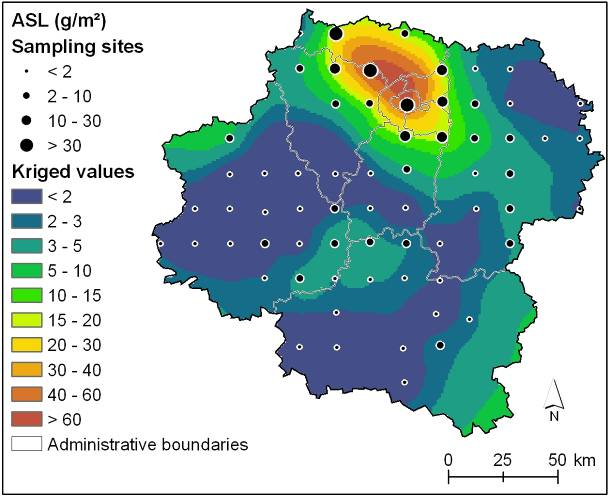 ASL (g/m²)
Sampling sites
< 2
2 - 10
10 - 30
> 30
Kriged values
< 2
2 - 3
3 - 5
5 - 10
10 - 15
15 - 20
20 - 30
30 - 40
40 - 60
> 60
Administrative boundaries
N
0 25 50 km